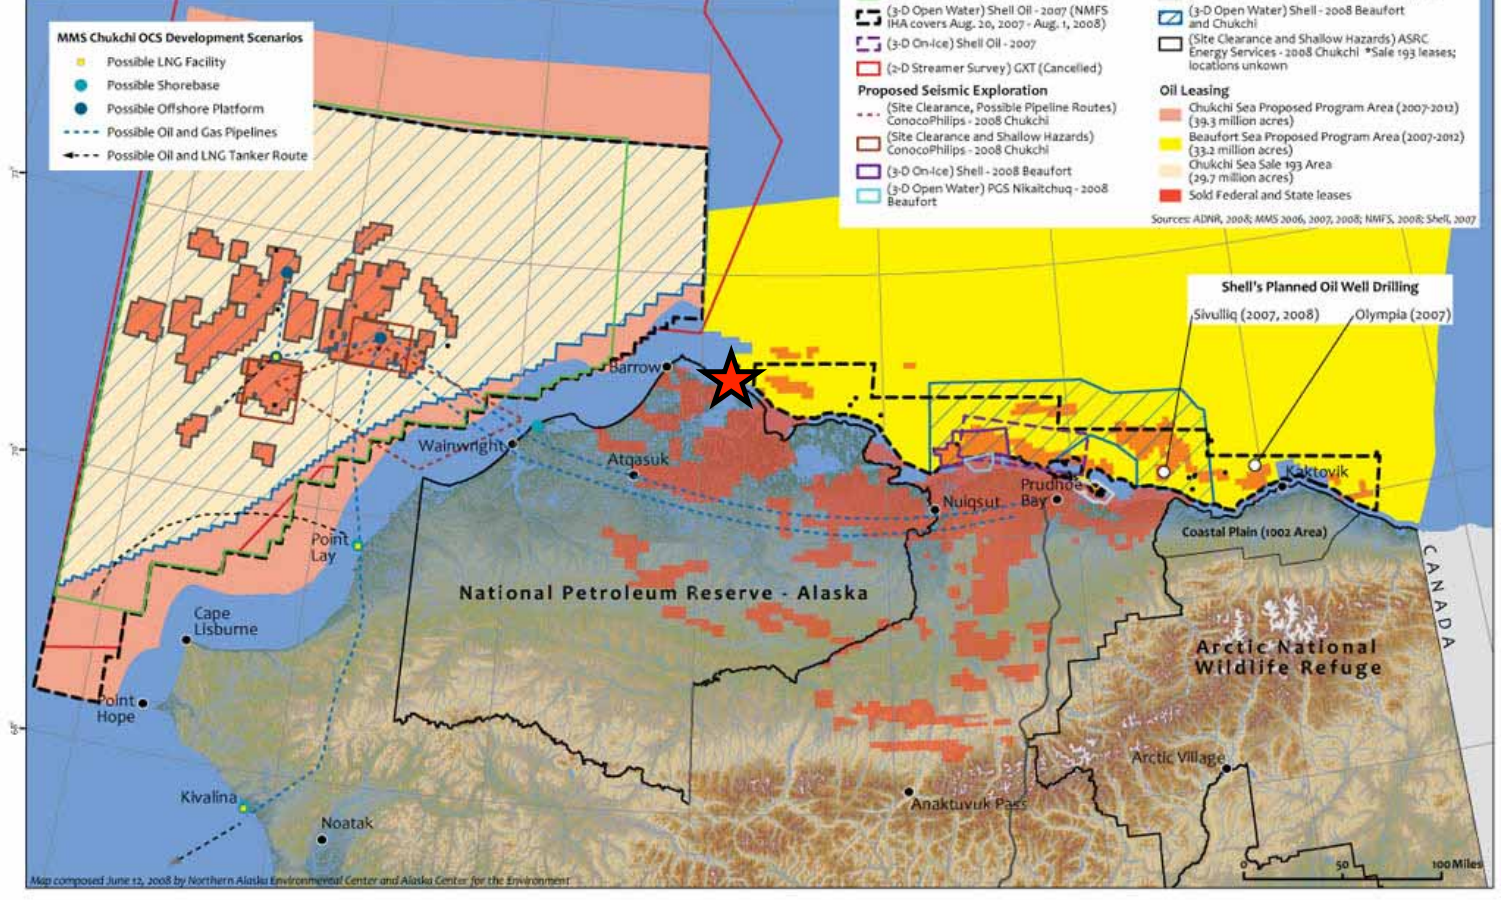 MMS Chukchi OCS Development Scenarios
Possible LNG Facility
Possible Shorebase
Possible Offshore Platform
Possible Oil and Gas Pipelines
Possible Oil and LNG Tanker Route
(3-D Open Water) Shell Oil - 2007 (NMFS
IHA covers Aug. 20, 2007 - Aug. 1, 2008)
(3-D On-Ice) Shell Oil - 2007
(2-D Streamer Survey) GXT (Cancelled)
Proposed Seismic Exploration
(Site Clearance, Possible Pipeline Routes)
ConocoPhilips - 2008 Chukchi
(Site Clearance and Shallow Hazards)
ConocoPhilips - 2008 Chukchi
(3-D On-Ice) Shell - 2008 Beaufort
(3-D Open Water) PGS Nikaitchuq - 2008
Beaufort
(3-D Open Water) Shell - 2008 Beaufort
and Chukchi
(Site Clearance and Shallow Hazards) ASRC
Energy Services - 2008 Chukchi *Sale 193 leases;
locations unkown
Oil Leasing
Chukchi Sea Proposed Program Area (2007-2012)
(39.3 million acres)
Beaufort Sea Proposed Program Area (2007-2012)
(33.2 million acres)
Chukchi Sea Sale 193 Area
(29.7 million acres)
Sold Federal and State leases
Sources: ADNR, 2008; MMS 2006, 2007, 2008; NMFS, 2008; Shell, 2007
Shell's Planned Oil Well Drilling
Sivulliq (2007, 2008)
Olympia (2007)
Barrow
Wainwright
Atqasuk
Nuiqsut
Prudhoe
Bay
Kaktovik
Coastal Plain (1002 Area)
CANADA
Point
Lay
National Petroleum Reserve - Alaska
Cape
Lisburne
Arctic National
Wildlife Refuge
Point
Hope
Arctic Village
Anaktuvuk Pass
Kivalina
Noatak
0 50 100 Miles
Map composed June 12, 2008 by Northern Alaska Environmental Center and Alaska Center for the Environment